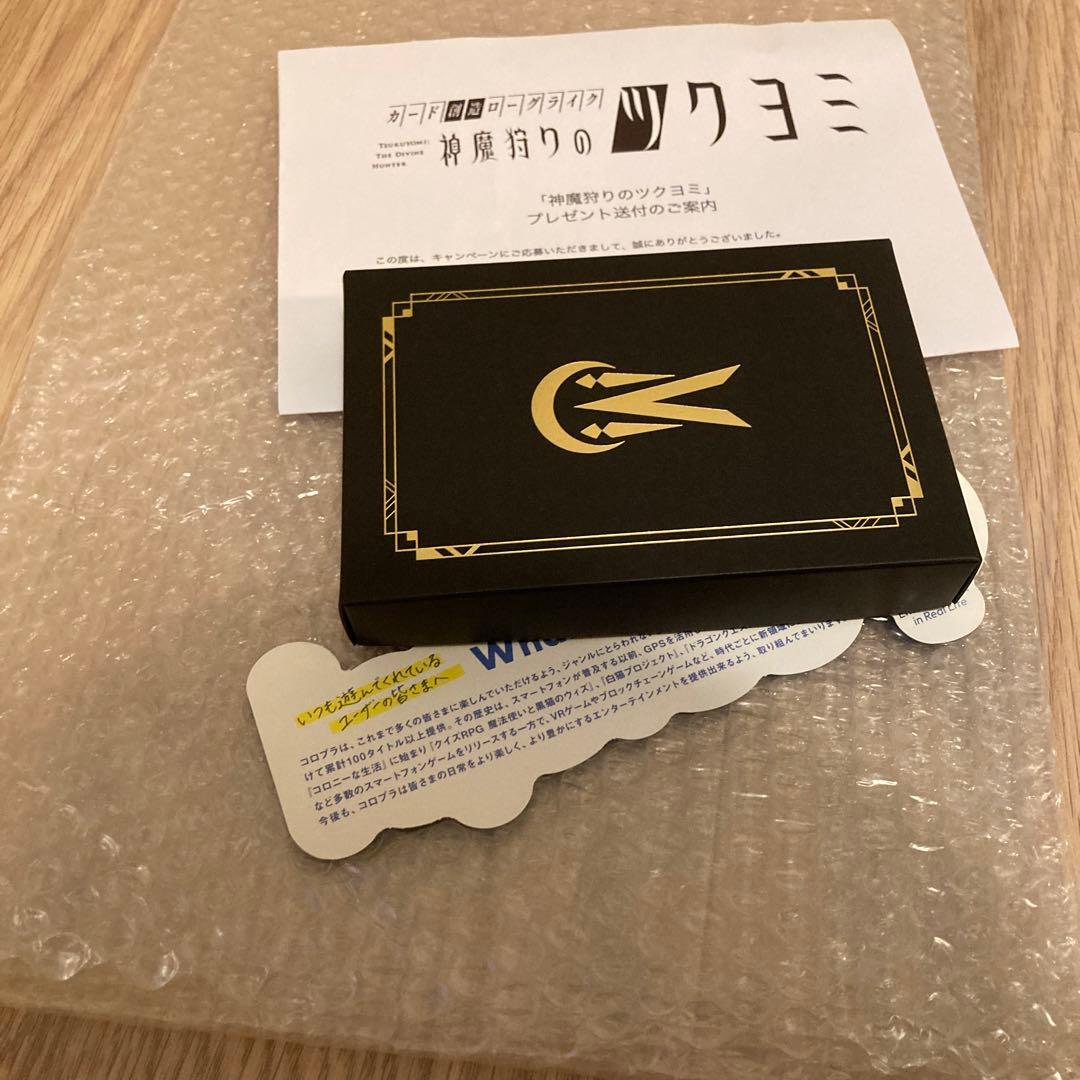 カード創造ローグライク
TSUKUYOMI:
THE DIVINE
HUNTER
神魔狩りのツクヨミ
「神魔狩りのツクヨミ」
プレゼント送付のご案内
この度は、キャンペーンにご応募いただきまして、誠にありがとうございました。
in Real Life
いつも遊んでくれている
ユーザーの皆さまへ
コロプラは、これまで多くの皆さまに楽しんでいただけるよう、ジャンルにとらわれない
けて累計100タイトル以上提供。その歴史は、スマートフォンが普及する以前、GPSを活用
『コロニーな生活』に始まり『クイズRPG 魔法使いと黒猫のウィズ』、『白猫プロジェクト』、『ドラゴンクエス
など多数のスマートフォンゲームをリリースする一方で、VRゲームやブロックチェーンゲームなど、時代ごとに新領域
今後も、コロプラは皆さまの日常をより楽しく、より豊かにするエンターテインメントを提供出来るよう、取り組んでまいります